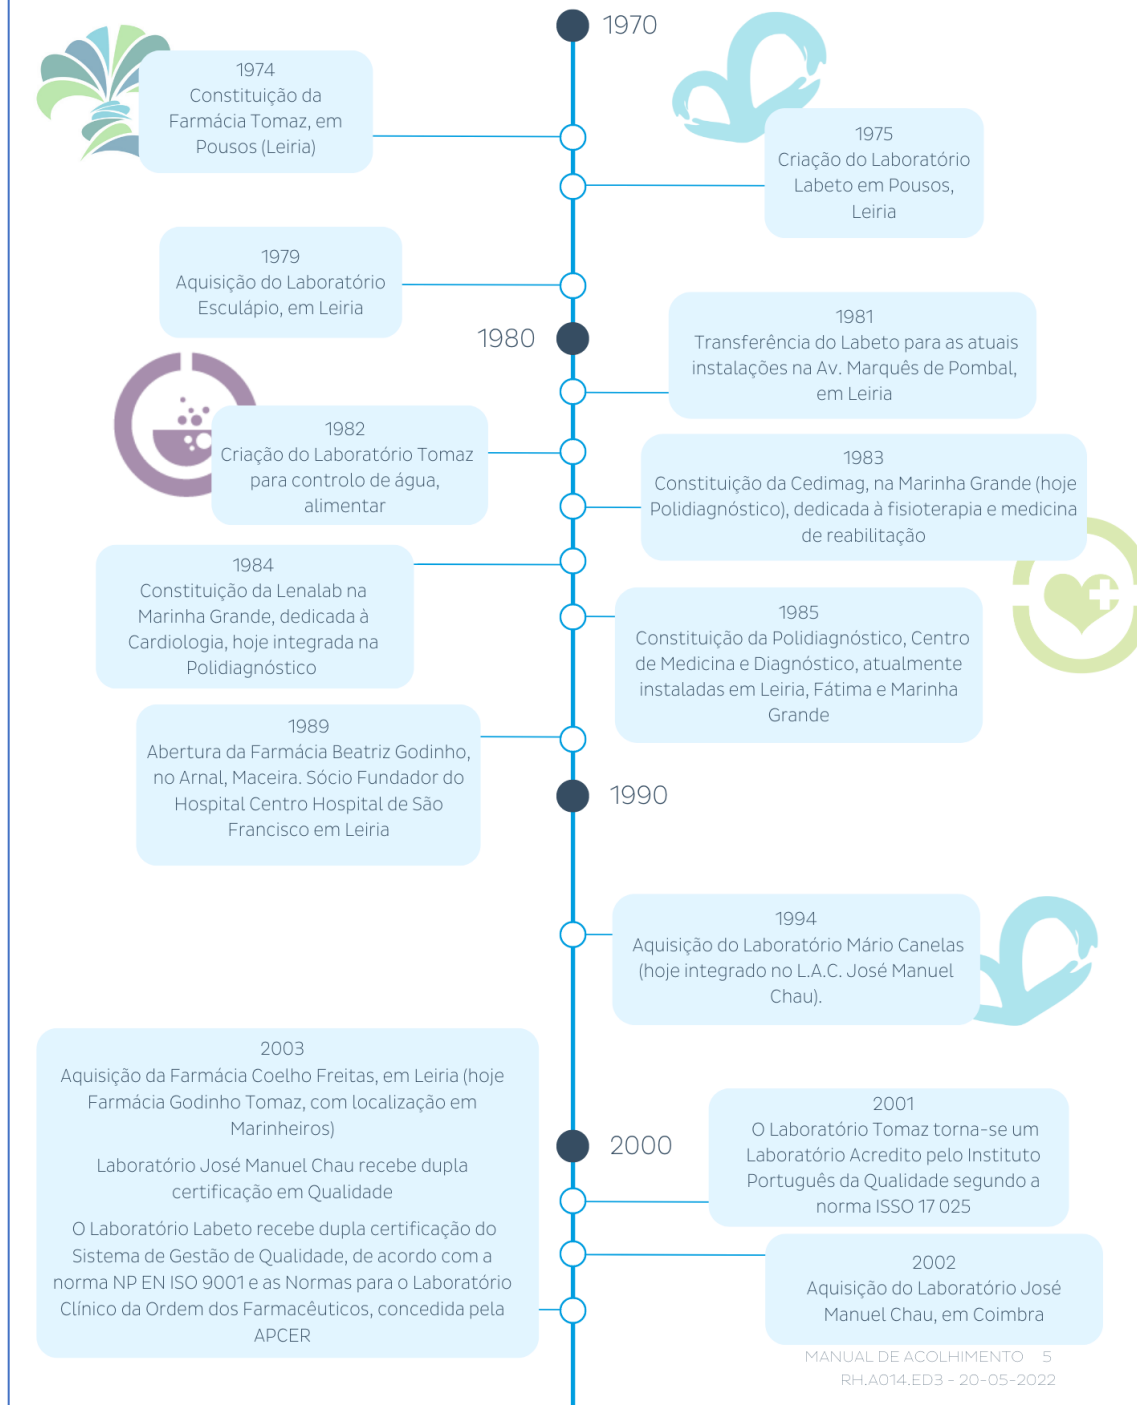 1970
1974
Constituição da
Farmácia Tomaz, em
Pousos (Leiria)
1975
Criação do Laboratório
Labeto em Pousos,
Leiria
1979
Aquisição do Laboratório
Esculápio, em Leiria
1980
1981
Transferência do Labeto para as atuais
instalações na Av. Marquês de Pombal,
em Leiria
1982
Criação do Laboratório Tomaz
para controlo de água,
alimentar
1983
Constituição da Cedimag, na Marinha Grande (hoje
Polidiagnóstico), dedicada à fisioterapia e medicina
de reabilitação
1984
Constituição da Lenalab na
Marinha Grande, dedicada à
Cardiologia, hoje integrada na
Polidiagnóstico
1985
Constituição da Polidiagnóstico, Centro
de Medicina e Diagnóstico, atualmente
instaladas em Leiria, Fátima e Marinha
Grande
1989
Abertura da Farmácia Beatriz Godinho,
no Arnal, Maceira. Sócio Fundador do
Hospital Centro Hospital de São
Francisco em Leiria
1990
1994
Aquisição do Laboratório Mário Canelas
(hoje integrado no L.A.C. José Manuel
Chau).
2000
2001
O Laboratório Tomaz torna-se um
Laboratório Acredito pelo Instituto
Português da Qualidade segundo a
norma ISSO 17 025
2002
Aquisição do Laboratório José
Manuel Chau, em Coimbra
2003
Aquisição da Farmácia Coelho Freitas, em Leiria (hoje
Farmácia Godinho Tomaz, com localização em
Marinheiros)
Laboratório José Manuel Chau recebe dupla
certificação em Qualidade
O Laboratório Labeto recebe dupla certificação do
Sistema de Gestão de Qualidade, de acordo com a
norma NP EN ISO 9001 e as Normas para o Laboratório
Clínico da Ordem dos Farmacêuticos, concedida pela
APCER
MANUAL DE ACOLHIMENTO 5
RH.A014.ED3 - 20-05-2022